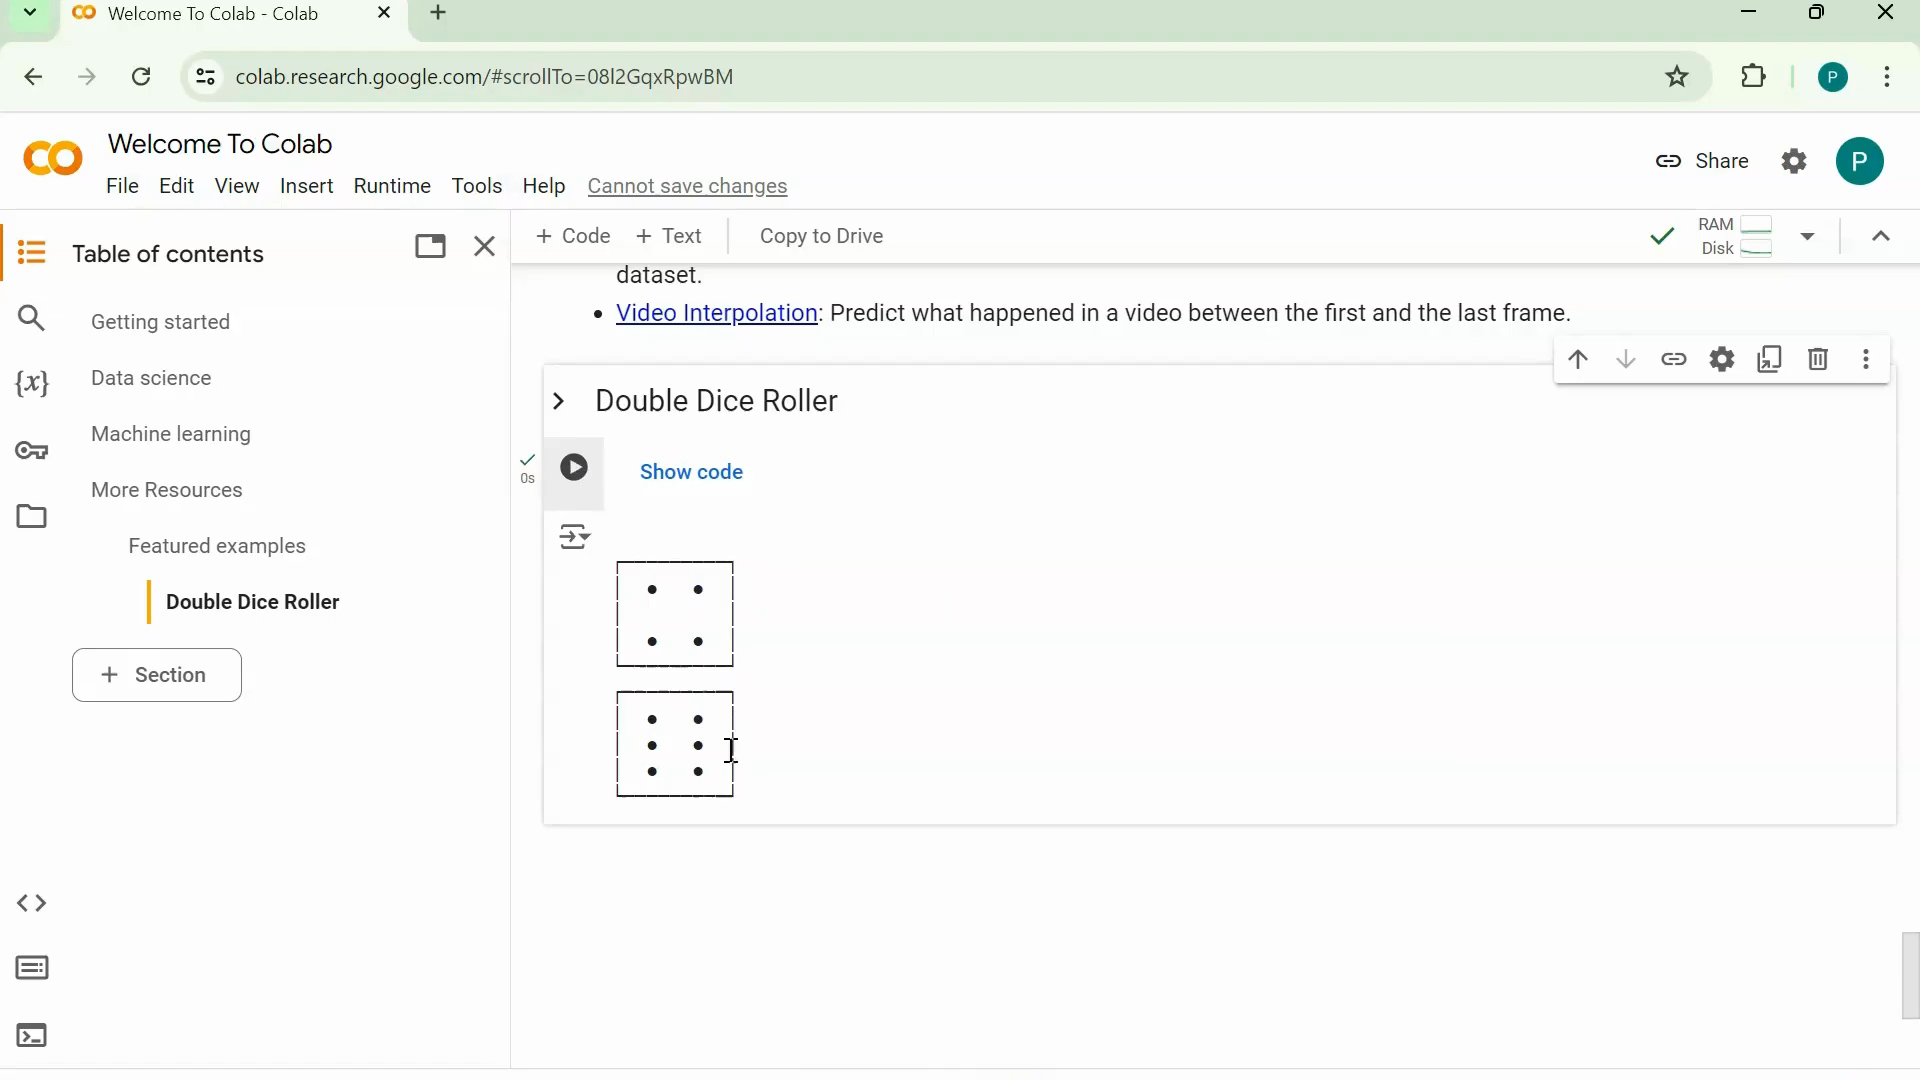 Welcome To Colab - Colab
colab.research.google.com/#scrollTo=08l2GqxRpwBM
P
Welcome To Colab
File Edit View Insert Runtime Tools Help Cannot save changes
Share
P
Table of contents
Getting started
Data science
Machine learning
More Resources
Featured examples
Double Dice Roller
+ Section
+ Code + Text Copy to Drive
RAM
Disk
dataset.
• Video Interpolation: Predict what happened in a video between the first and the last frame.
Double Dice Roller
0s
Show code